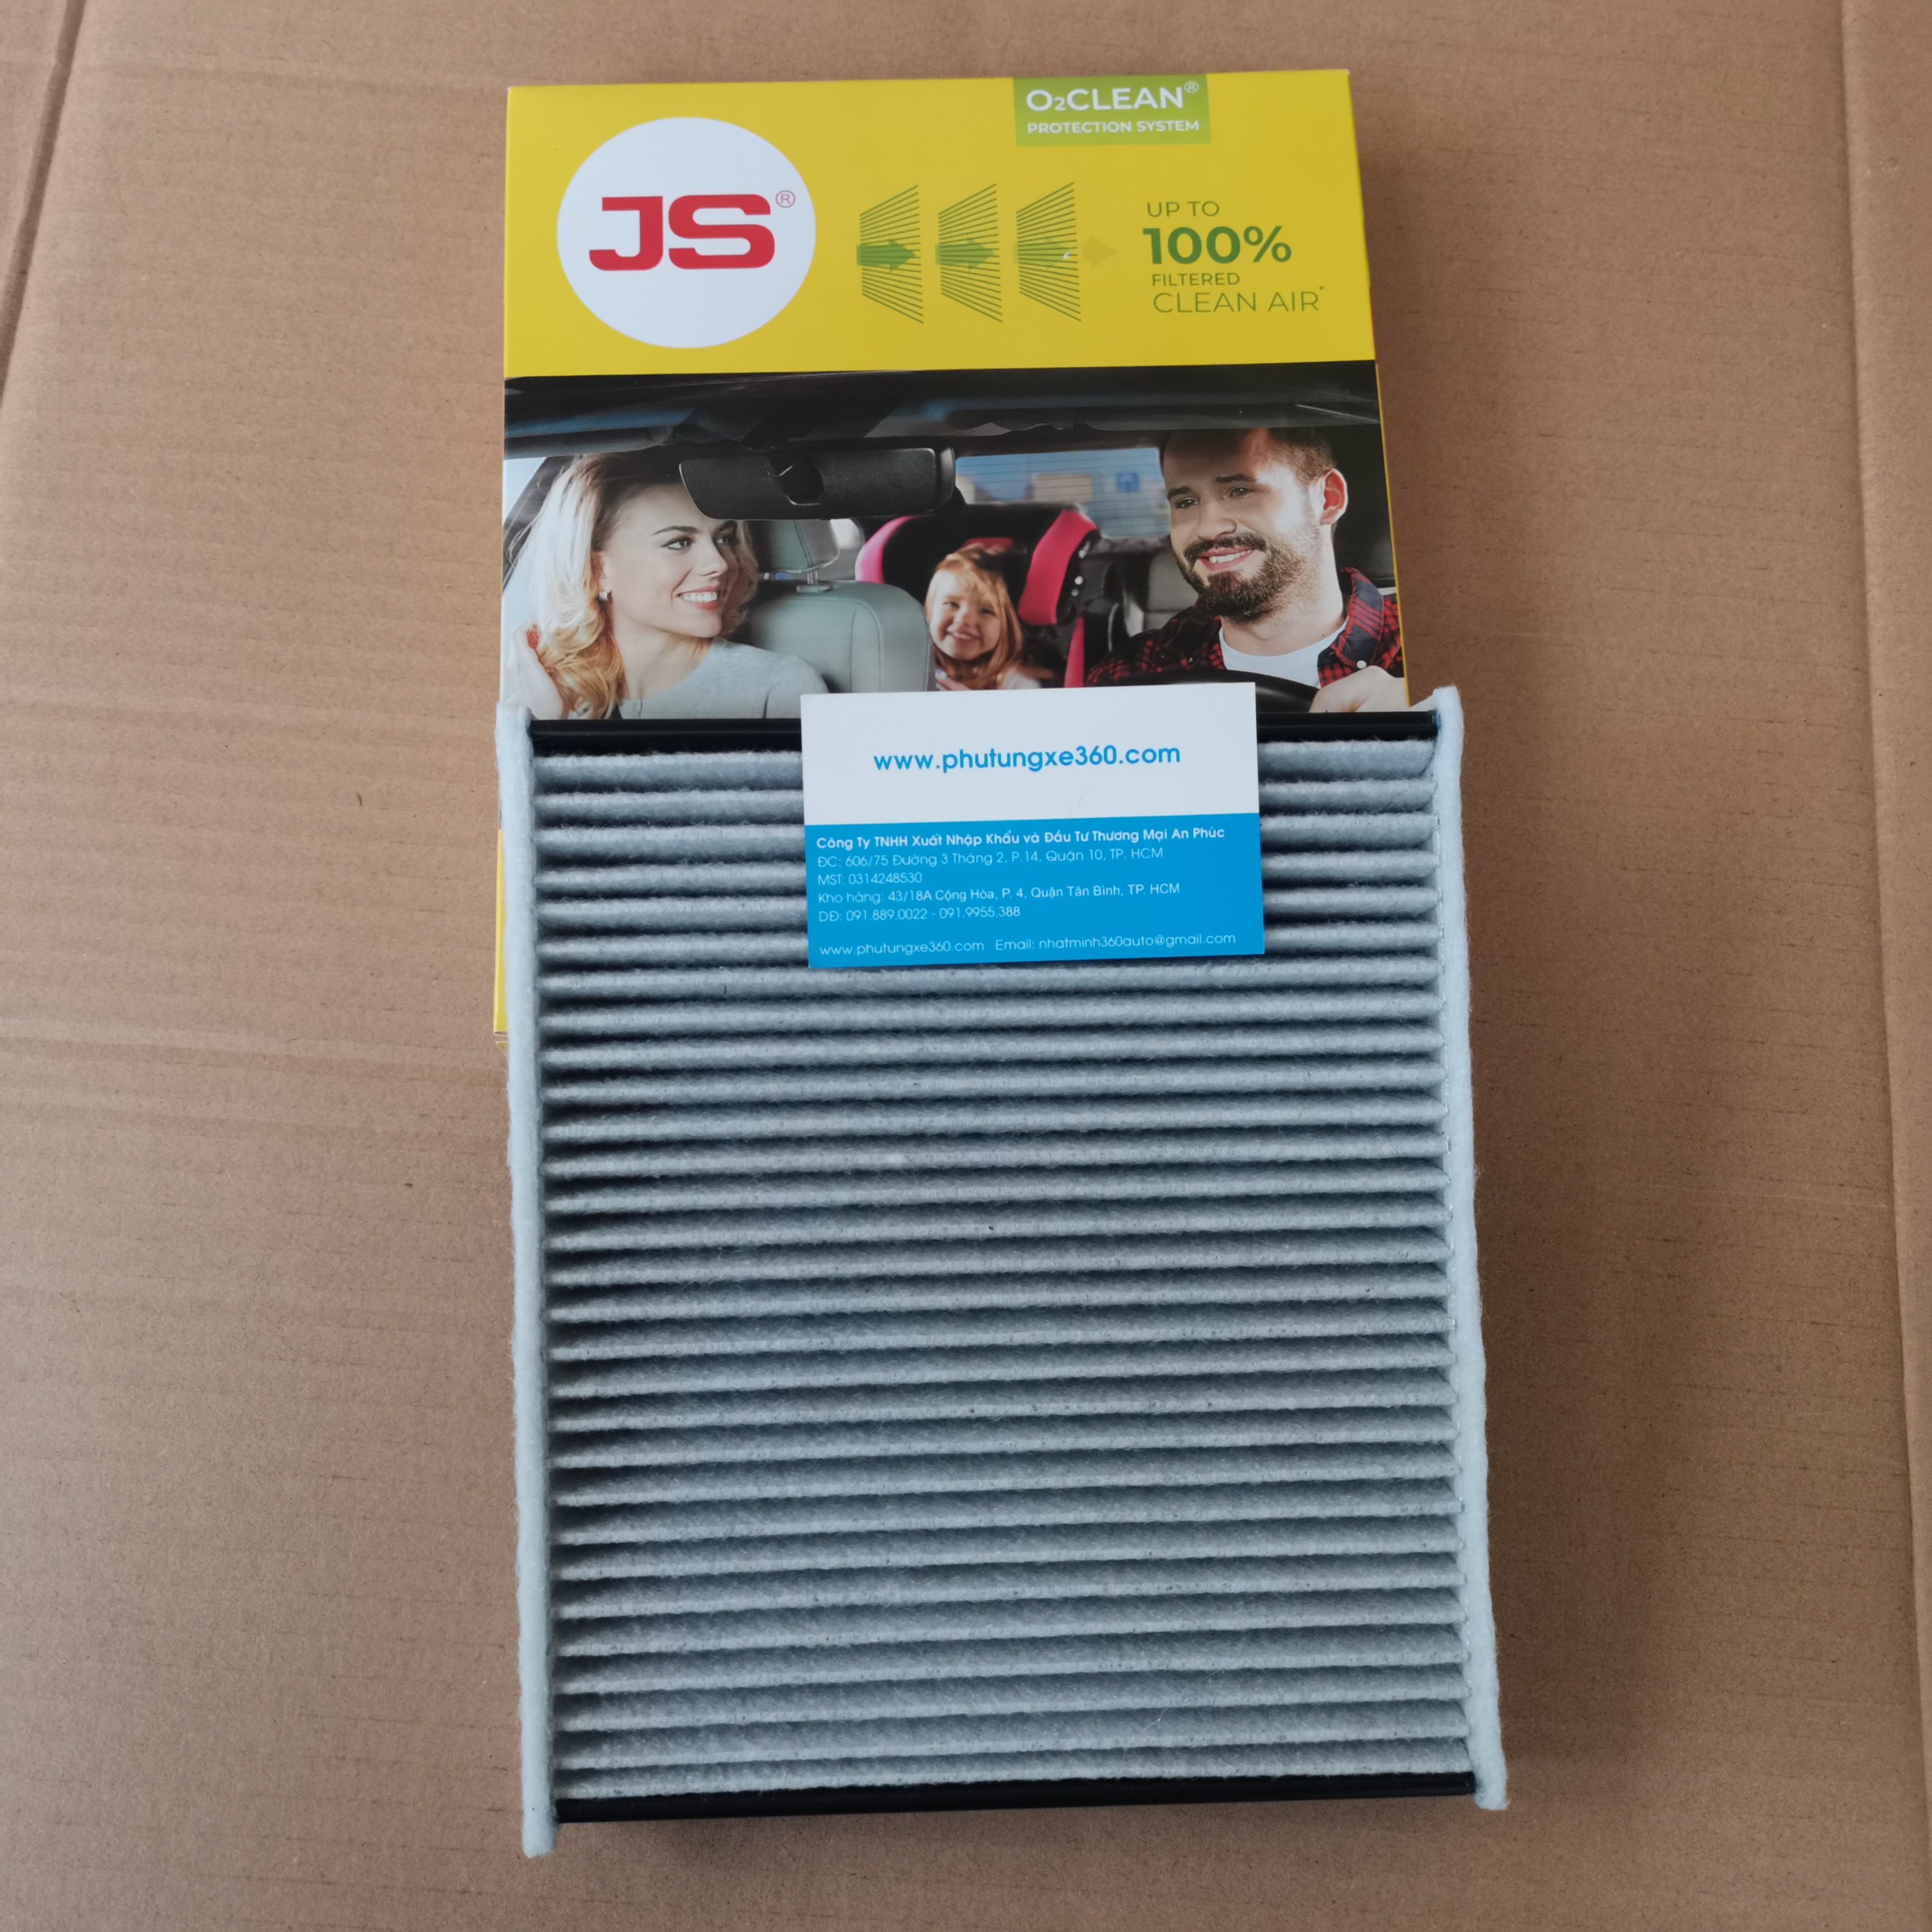 O2CLEAN®
PROTECTION SYSTEM
JS®
UP TO
100%
FILTERED
CLEAN AIR*
www.phutungxe360.com
Công Ty TNHH Xuất Nhập Khẩu và Đầu Tư Thương Mại An Phúc
ĐC: 606/75 Đường 3 Tháng 2, P.14, Quận 10, TP. HCM
MST: 0314248530
Kho hàng: 43/18A Cộng Hòa, P. 4, Quận Tân Bình, TP. HCM
DĐ: 091.889.0022 - 091.9955.388
www.phutungxe360.com Email: nhatminh360auto@gmail.com